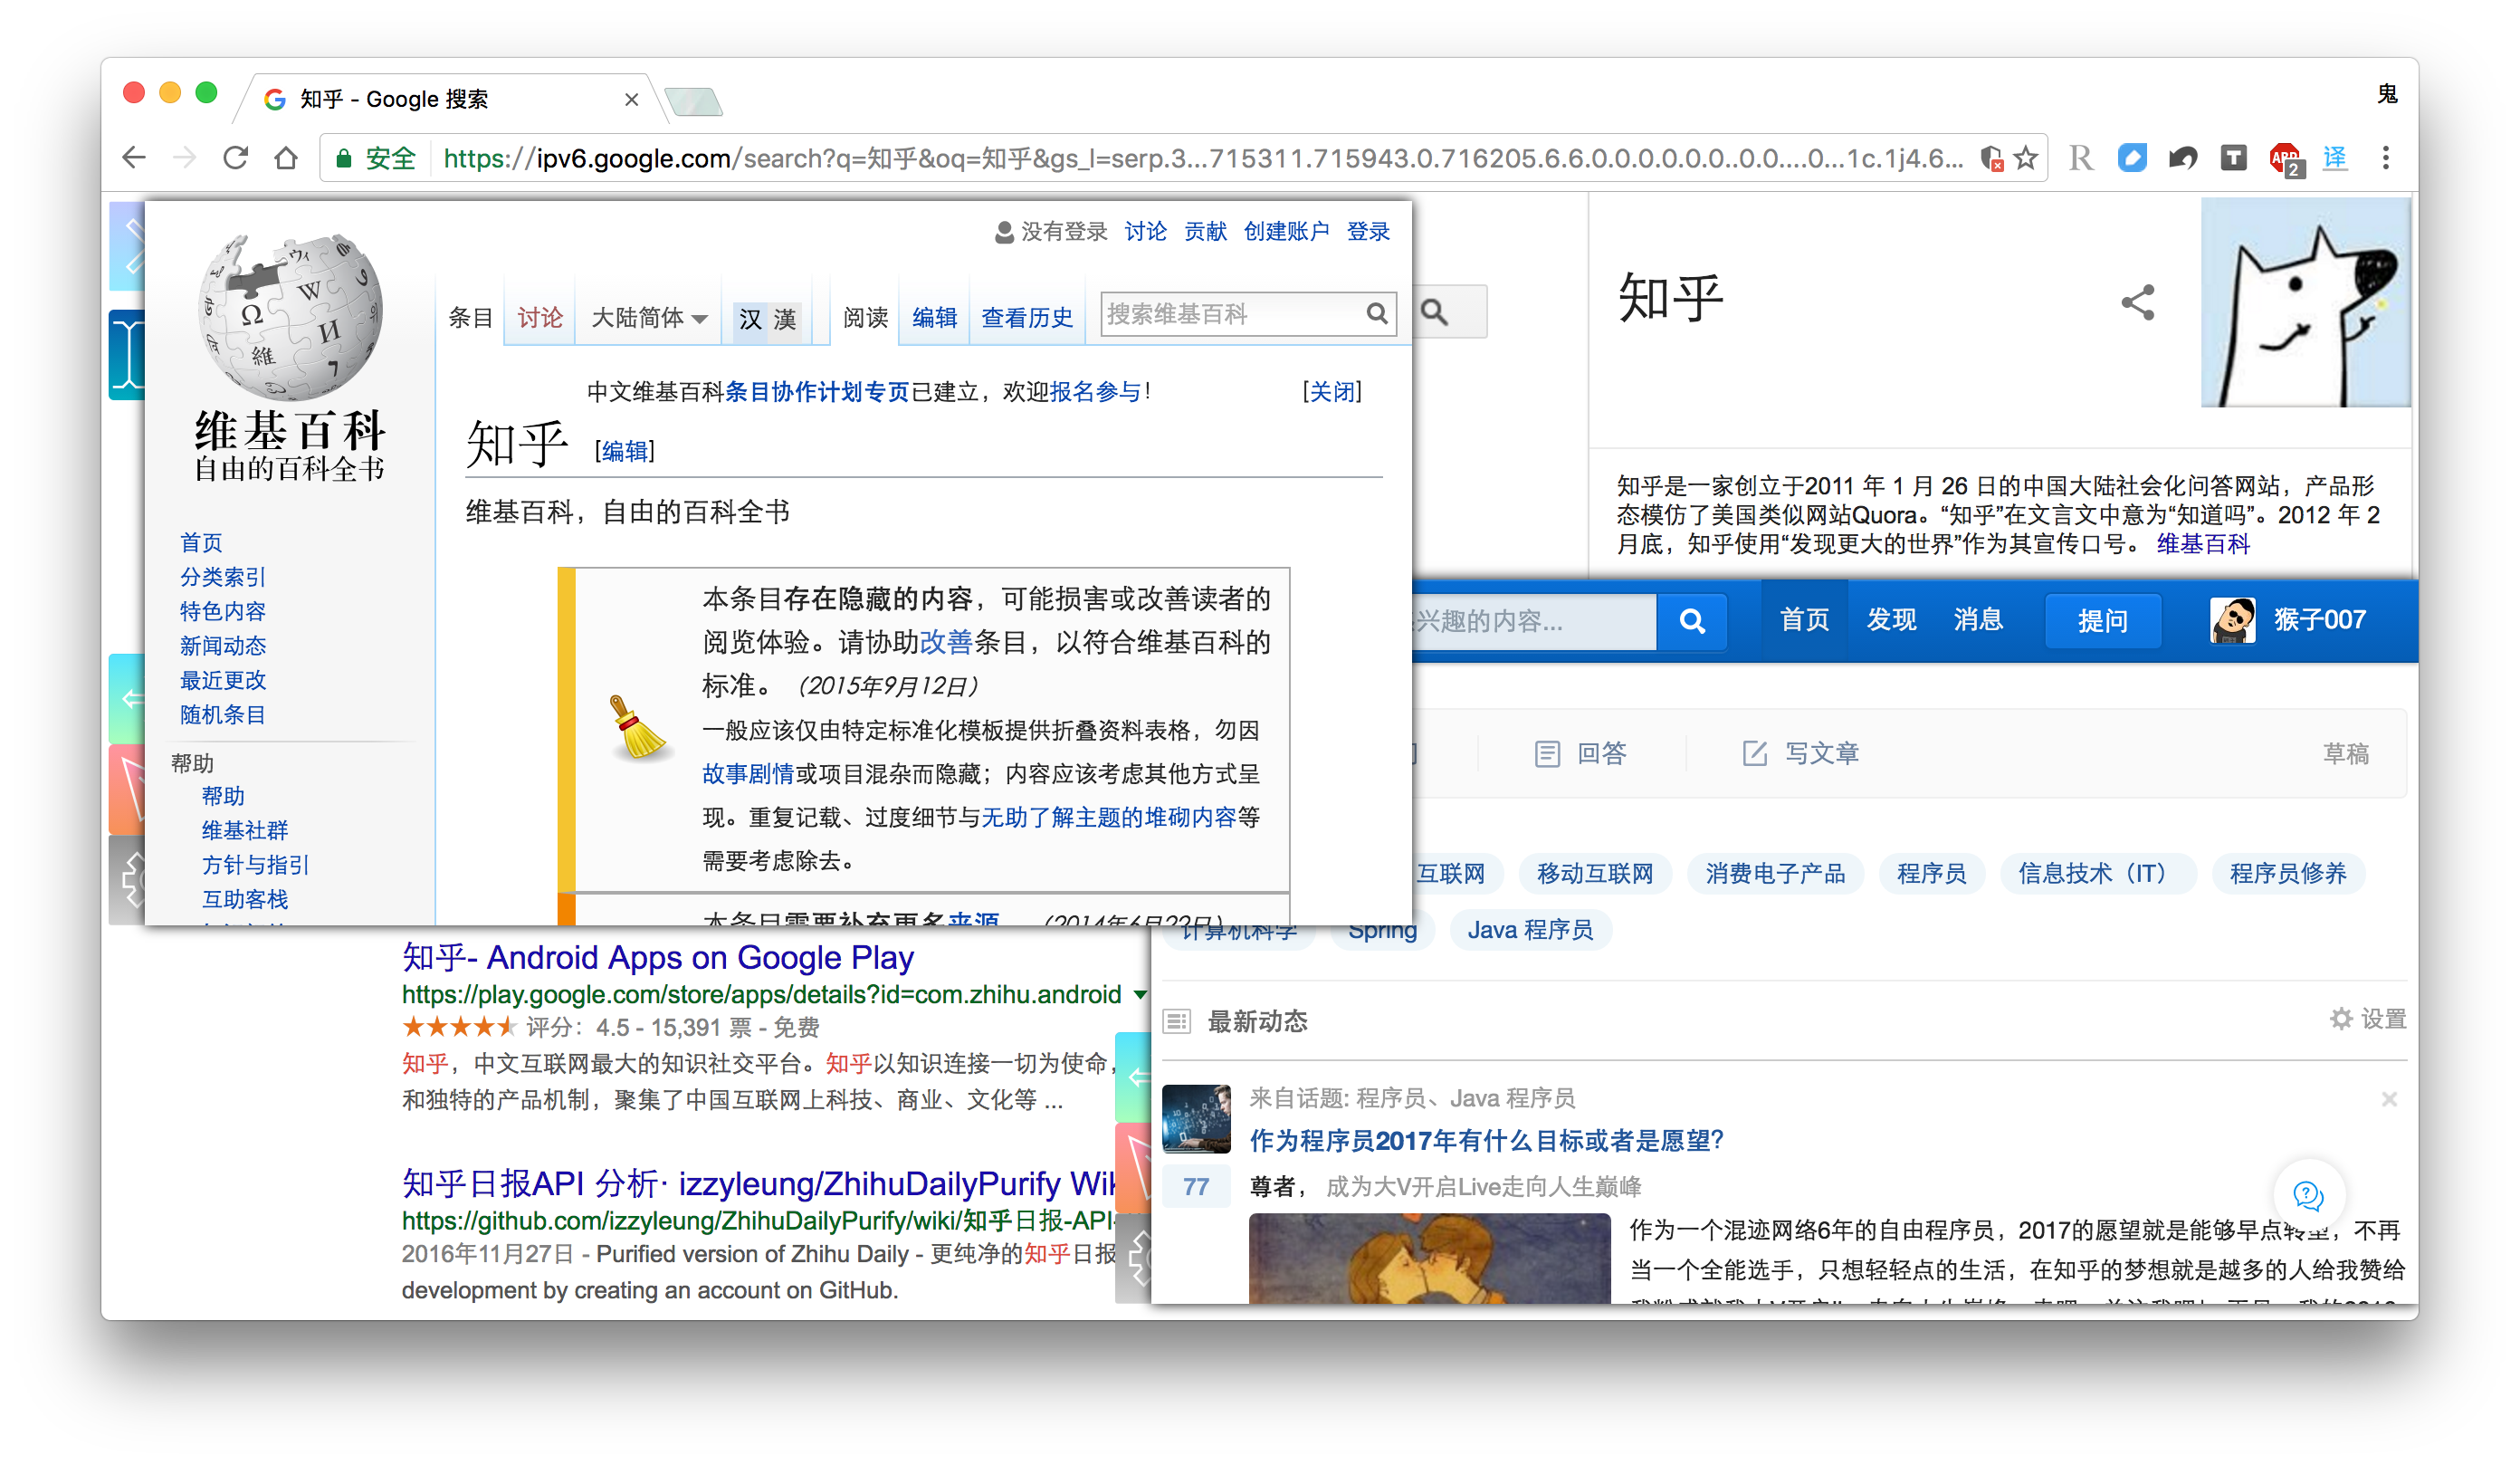 知乎 - Google 搜索
鬼
安全 https://ipv6.google.com/search?q=知乎&oq=知乎&gs_l=serp.3...715311.715943.0.716205.6.6.0.0.0.0.0.0..0.0....0...1c.1j4.6...
R T ABP 2 译
没有登录 讨论 贡献 创建账户 登录
条目 讨论 大陆简体 汉 漢 阅读 编辑 查看历史 搜索维基百科
维基百科
自由的百科全书
中文维基百科条目协作计划专页已建立，欢迎报名参与！ [关闭]
知乎 [编辑]
维基百科，自由的百科全书
首页
分类索引
特色内容
新闻动态
最近更改
随机条目
帮助
帮助
维基社群
方针与指引
互助客栈
本条目存在隐藏的内容，可能损害或改善读者的
阅览体验。请协助改善条目，以符合维基百科的
标准。（2015年9月12日）
一般应该仅由特定标准化模板提供折叠资料表格，勿因
故事剧情或项目混杂而隐藏；内容应该考虑其他方式呈
现。重复记载、过度细节与无助了解主题的堆砌内容等
需要考虑除去。
本条目需要补充更多来源。（2014年6月22日）
知乎
知乎是一家创立于2011 年 1 月 26 日的中国大陆社会化问答网站，产品形
态模仿了美国类似网站Quora。“知乎”在文言文中意为“知道吗”。2012 年 2
月底，知乎使用“发现更大的世界”作为其宣传口号。 维基百科
兴趣的内容... 首页 发现 消息 提问 猴子007
回答 写文章 草稿
互联网 移动互联网 消费电子产品 程序员 信息技术（IT） 程序员修养
计算机科学 Spring Java 程序员
最新动态 设置
来自话题: 程序员、Java 程序员
作为程序员2017年有什么目标或者是愿望？
77 尊者， 成为大V开启Live走向人生巅峰
作为一个混迹网络6年的自由程序员，2017的愿望就是能够早点转型，不再
当一个全能选手，只想轻轻点的生活，在知乎的梦想就是越多的人给我赞给
知乎- Android Apps on Google Play
https://play.google.com/store/apps/details?id=com.zhihu.android
评分：4.5 - 15,391 票 - 免费
知乎，中文互联网最大的知识社交平台。知乎以知识连接一切为使命，
和独特的产品机制，聚集了中国互联网上科技、商业、文化等 ...
知乎日报API 分析· izzyleung/ZhihuDailyPurify Wik
https://github.com/izzyleung/ZhihuDailyPurify/wiki/知乎日报-API-
2016年11月27日 - Purified version of Zhihu Daily - 更纯净的知乎日报
development by creating an account on GitHub.